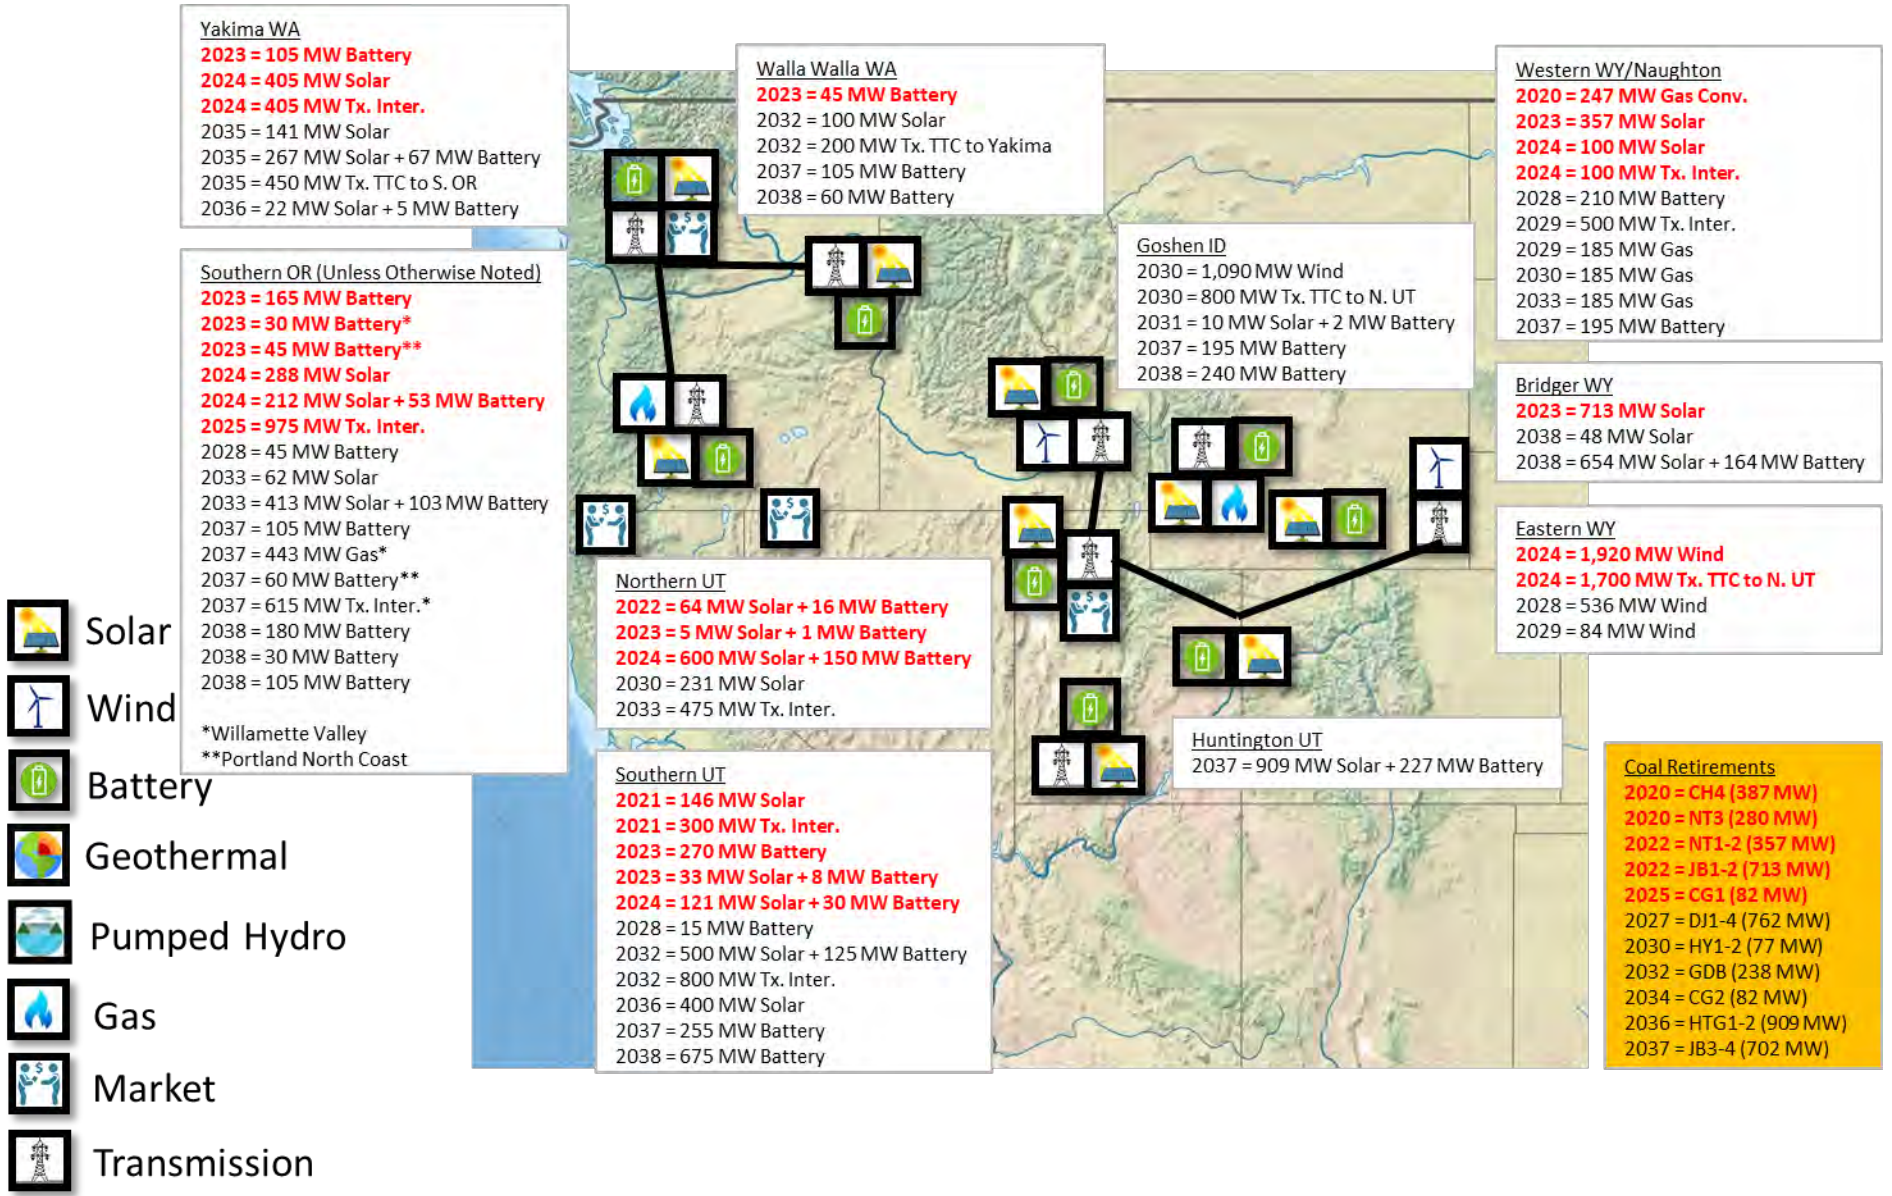 Yakima WA
2023 = 105 MW Battery
2024 = 405 MW Solar
2024 = 405 MW Tx. Inter.
2035 = 141 MW Solar
2035 = 267 MW Solar + 67 MW Battery
2035 = 450 MW Tx. TTC to S. OR
2036 = 22 MW Solar + 5 MW Battery
Walla Walla WA
2023 = 45 MW Battery
2032 = 100 MW Solar
2032 = 200 MW Tx. TTC to Yakima
2037 = 105 MW Battery
2038 = 60 MW Battery
Western WY/Naughton
2020 = 247 MW Gas Conv.
2023 = 357 MW Solar
2024 = 100 MW Solar
2024 = 100 MW Tx. Inter.
2028 = 210 MW Battery
2029 = 500 MW Tx. Inter.
2029 = 185 MW Gas
2030 = 185 MW Gas
2033 = 185 MW Gas
2037 = 195 MW Battery
Southern OR (Unless Otherwise Noted)
2023 = 165 MW Battery
2023 = 30 MW Battery*
2023 = 45 MW Battery**
2024 = 288 MW Solar
2024 = 212 MW Solar + 53 MW Battery
2025 = 975 MW Tx. Inter.
2028 = 45 MW Battery
2033 = 62 MW Solar
2033 = 413 MW Solar + 103 MW Battery
2037 = 105 MW Battery
2037 = 443 MW Gas*
2037 = 60 MW Battery**
2037 = 615 MW Tx. Inter.*
2038 = 180 MW Battery
2038 = 30 MW Battery
2038 = 105 MW Battery
*Willamette Valley
**Portland North Coast
Goshen ID
2030 = 1,090 MW Wind
2030 = 800 MW Tx. TTC to N. UT
2031 = 10 MW Solar + 2 MW Battery
2037 = 195 MW Battery
2038 = 240 MW Battery
Bridger WY
2023 = 713 MW Solar
2038 = 48 MW Solar
2038 = 654 MW Solar + 164 MW Battery
Eastern WY
2024 = 1,920 MW Wind
2024 = 1,700 MW Tx. TTC to N. UT
2028 = 536 MW Wind
2029 = 84 MW Wind
Northern UT
2022 = 64 MW Solar + 16 MW Battery
2023 = 5 MW Solar + 1 MW Battery
2024 = 600 MW Solar + 150 MW Battery
2030 = 231 MW Solar
2033 = 475 MW Tx. Inter.
Southern UT
2021 = 146 MW Solar
2021 = 300 MW Tx. Inter.
2023 = 270 MW Battery
2023 = 33 MW Solar + 8 MW Battery
2024 = 121 MW Solar + 30 MW Battery
2028 = 15 MW Battery
2032 = 500 MW Solar + 125 MW Battery
2032 = 800 MW Tx. Inter.
2036 = 400 MW Solar
2037 = 255 MW Battery
2038 = 675 MW Battery
Huntington UT
2037 = 909 MW Solar + 227 MW Battery
Coal Retirements
2020 = CH4 (387 MW)
2020 = NT3 (280 MW)
2022 = NT1-2 (357 MW)
2022 = JB1-2 (713 MW)
2025 = CG1 (82 MW)
2027 = DJ1-4 (762 MW)
2030 = HY1-2 (77 MW)
2032 = GDB (238 MW)
2034 = CG2 (82 MW)
2036 = HTG1-2 (909 MW)
2037 = JB3-4 (702 MW)
Solar
Wind
Battery
Geothermal
Pumped Hydro
Gas
Market
Transmission